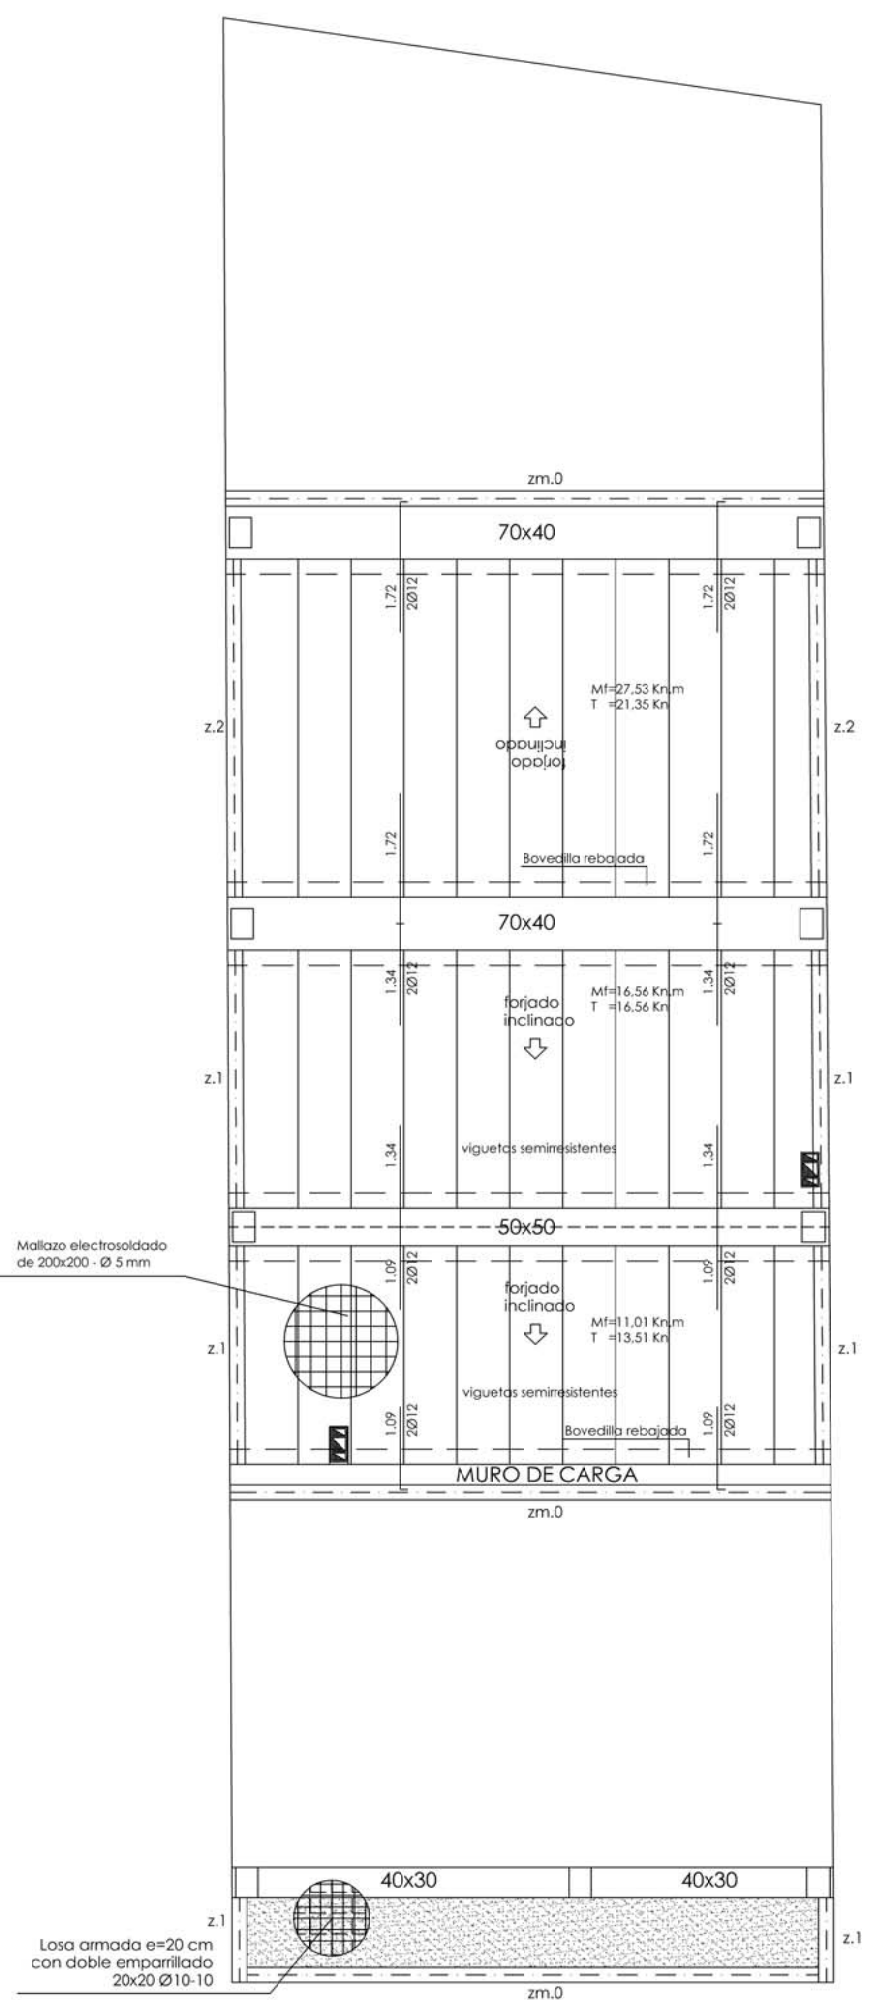 zm.0
70x40
1.72
2Ø12
1.72
2Ø12
Mf=27,53 Kn.m
T =21,35 Kn
z.2
z.2
forjado
inclinado
1.72
1.72
Bovedilla rebajada
70x40
1.34
2Ø12
1.34
2Ø12
Mf=16,56 Kn.m
T =16,56 Kn
forjado
inclinado
z.1
z.1
1.34
1.34
viguetas semirresistentes
50x50
Mallazo electrosoldado
de 200x200 - Ø 5 mm
1.09
2Ø12
1.09
2Ø12
forjado
inclinado
Mf=11,01 Kn.m
T =13,51 Kn
z.1
z.1
viguetas semirresistentes
1.09
2Ø12
1.09
2Ø12
Bovedilla rebajada
MURO DE CARGA
zm.0
40x30
40x30
z.1
z.1
Losa armada e=20 cm
con doble emparrillado
20x20 Ø10-10
zm.0